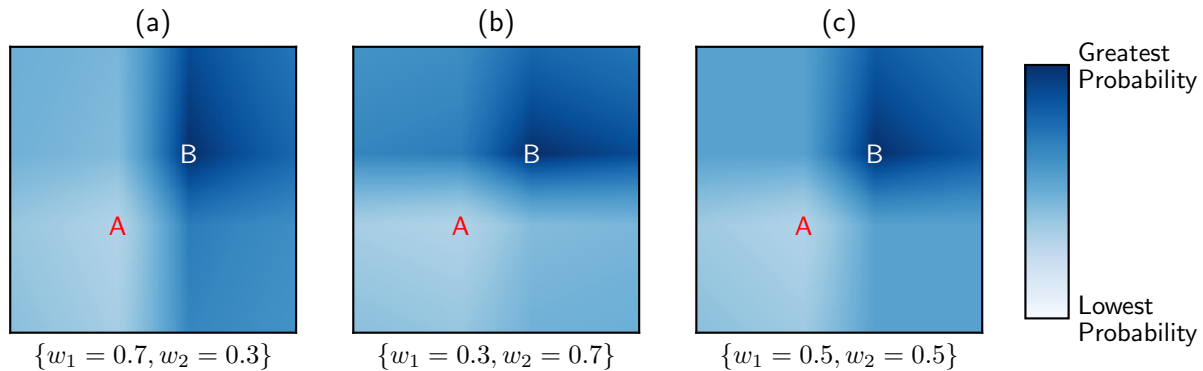 (a)
(b)
(c)
B
A
B
A
B
A
{w₁ = 0.7, w₂ = 0.3}
{w₁ = 0.3, w₂ = 0.7}
{w₁ = 0.5, w₂ = 0.5}
Greatest
Probability
Lowest
Probability